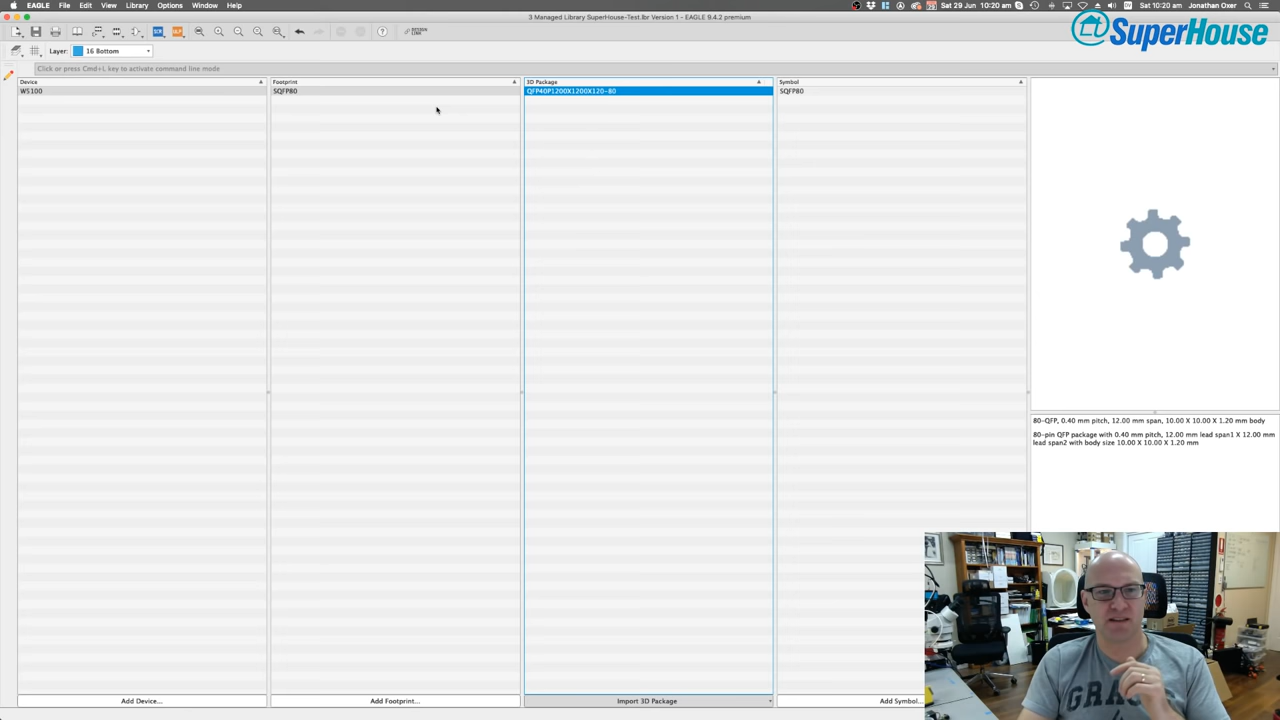 EAGLE File Edit View Library Options Window Help
Sat 29 Jun 10:20 am
Sat 10:20 am Jonathan Oxer
3 Managed Library SuperHouse-Test.lbr Version 1 - EAGLE 9.4.2 premium
@SuperHouse
SCR ULP DESIGN LINK
Layer: 16 Bottom
Click or press Cmd+L key to activate command line mode
Device Footprint 3D Package Symbol
W5100 SQFP80 QFP40P1200X1200X120-80 SQFP80
80-QFP, 0.40 mm pitch, 12.00 mm span, 10.00 X 10.00 X 1.20 mm body
80-pin QFP package with 0.40 mm pitch, 12.00 mm lead span1 X 12.00 mm
lead span2 with body size 10.00 X 10.00 X 1.20 mm
Add Device... Add Footprint... Import 3D Package Add Symbol...